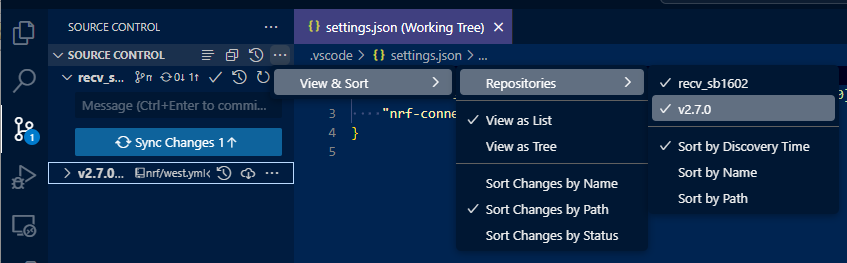 SOURCE CONTROL
SOURCE CONTROL
recv_s...
0↓ 1↑
Message (Ctrl+Enter to commi...
Sync Changes 1↑
v2.7.0... nrf/west.yml
settings.json (Working Tree)
.vscode > {} settings.json > ...
3 "nrf-conne
4 }
5
View & Sort
Repositories
View as List
View as Tree
Sort Changes by Name
Sort Changes by Path
Sort Changes by Status
recv_sb1602
v2.7.0
Sort by Discovery Time
Sort by Name
Sort by Path
1